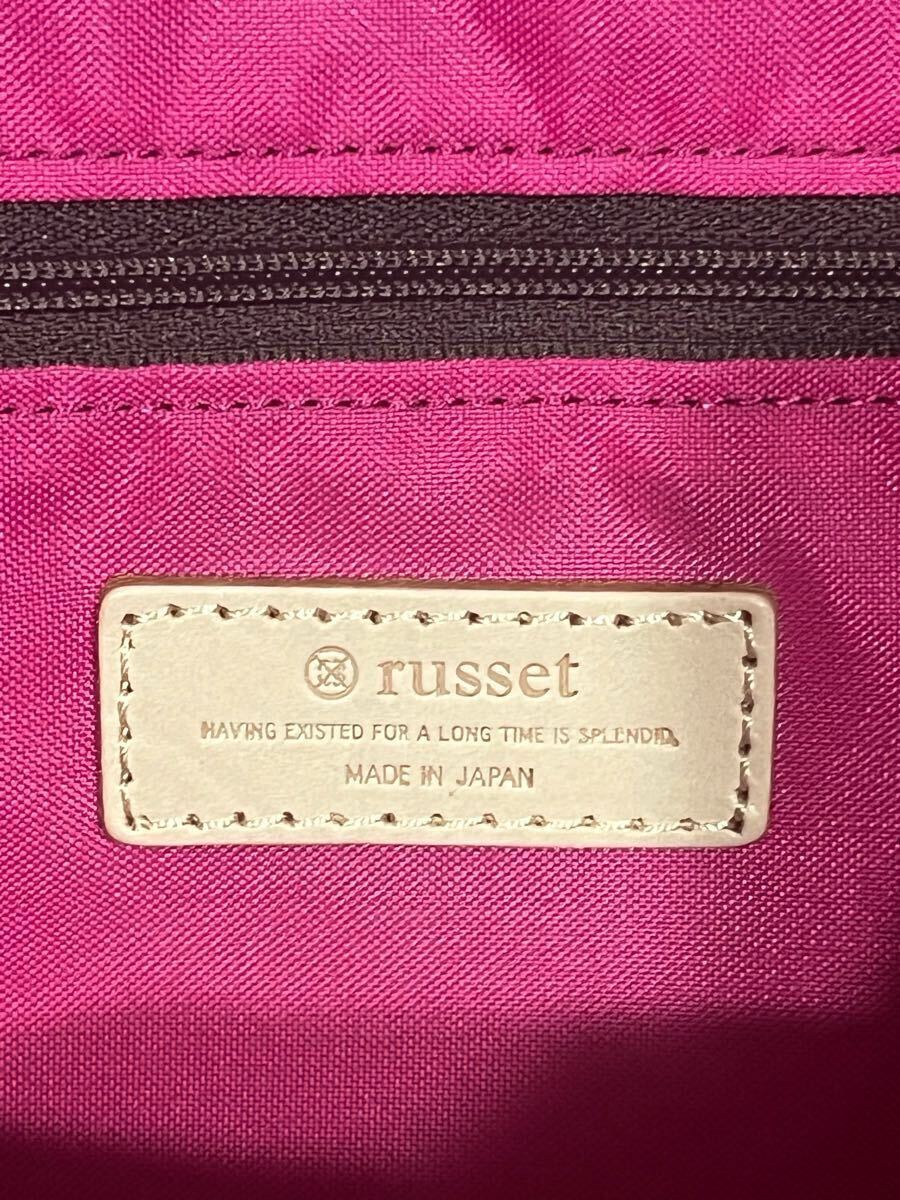 russet
HAVING EXISTED FOR A LONG TIME IS SPLENDID.
MADE IN JAPAN